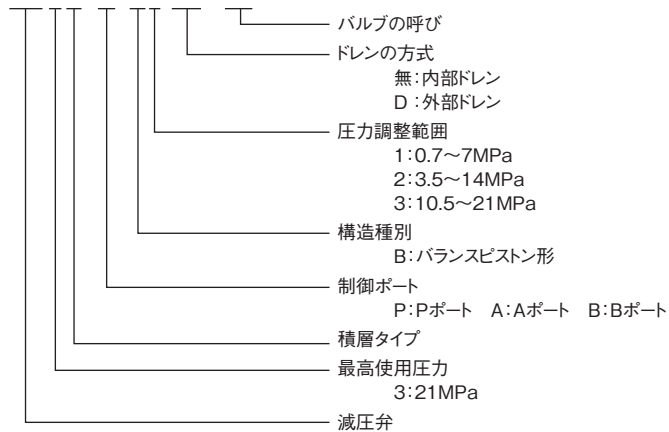 バルブの呼び
ドレンの方式
無:内部ドレン
D:外部ドレン
圧力調整範囲
1:0.7~7MPa
2:3.5~14MPa
3:10.5~21MPa
構造種別
B:バランスピストン形
制御ポート
P:Pポート A:Aポート B:Bポート
積層タイプ
最高使用圧力
3:21MPa
減圧弁